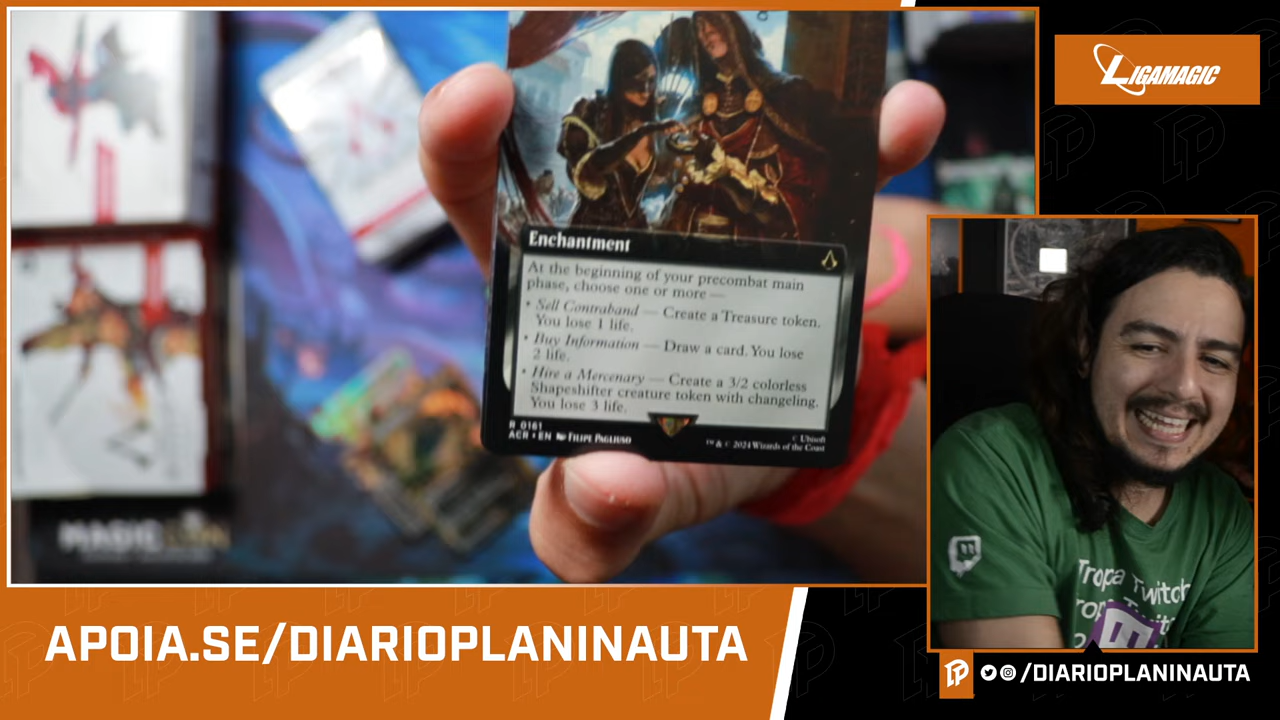 LIGAMAGIC
Enchantment
At the beginning of your precombat main
phase, choose one or more —
• Sell Contraband — Create a Treasure token.
You lose 1 life.
• Buy Information — Draw a card. You lose
2 life.
• Hire a Mercenary — Create a 3/2 colorless
Shapeshifter creature token with changeling.
You lose 3 life.
R 0161
ACR • EN FILIPE PAGLIUSO
© Ubisoft
™ & © 2024 Wizards of the Coast
MAGICCON
Tropa Twitch
APOIA.SE/DIARIOPLANINAUTA
/DIARIOPLANINAUTA